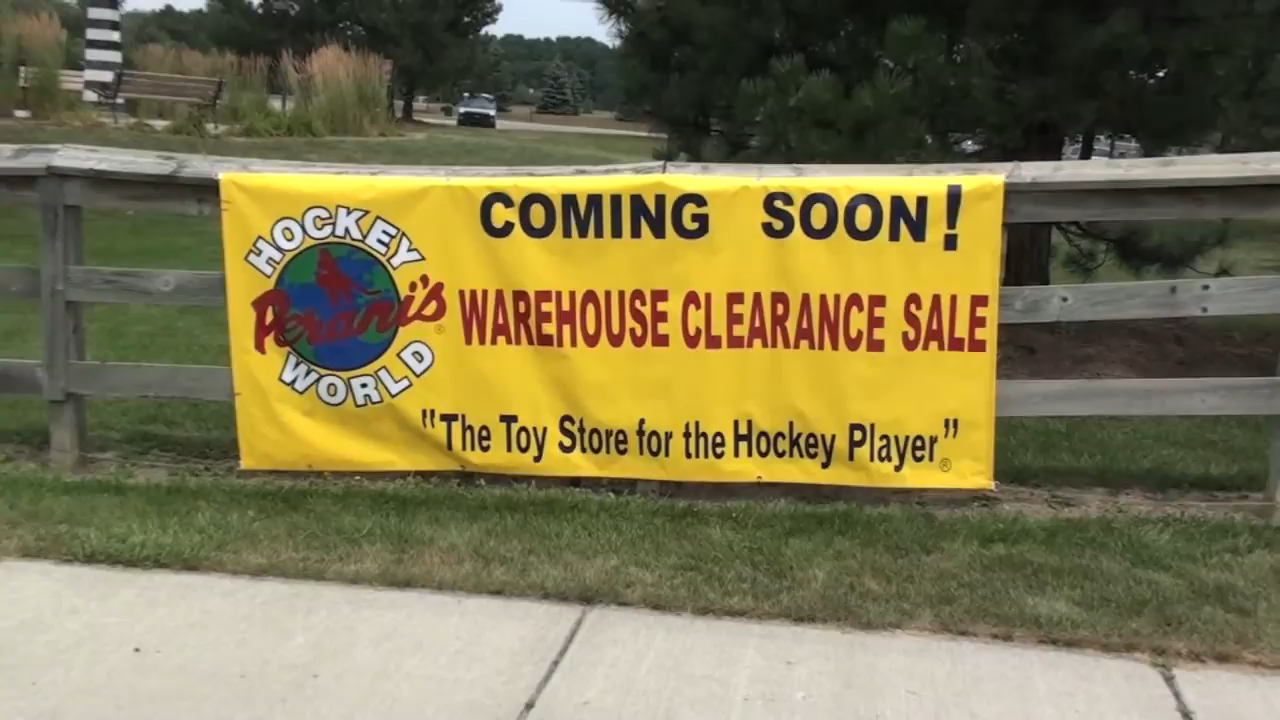 HOCKEY
Perani's®
WORLD
COMING SOON!
WAREHOUSE CLEARANCE SALE
"The Toy Store for the Hockey Player"®